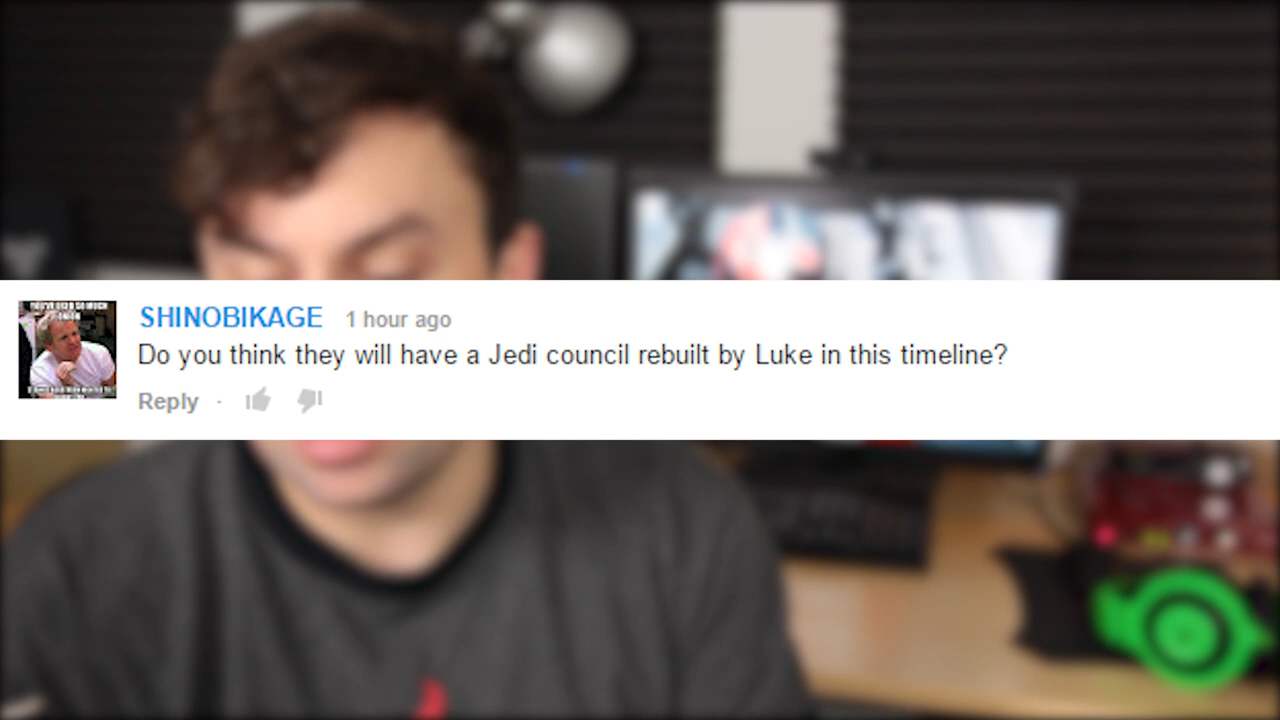 SHINOBIKAGE 1 hour ago
Do you think they will have a Jedi council rebuilt by Luke in this timeline?
Reply ·